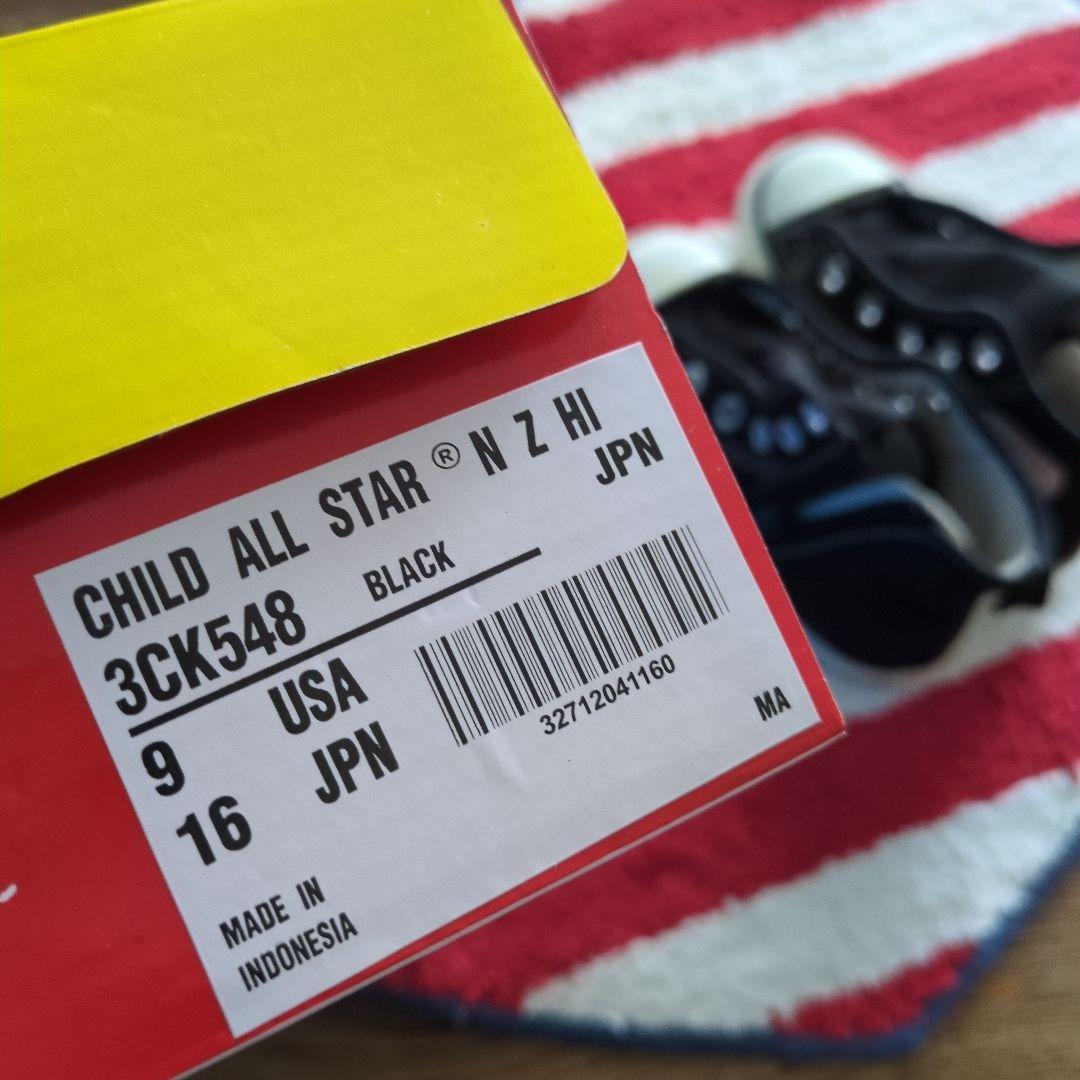 CHILD ALL STAR® N Z HI
3CK548 BLACK JPN
9 USA
16 JPN
32712041160
MA
MADE IN
INDONESIA